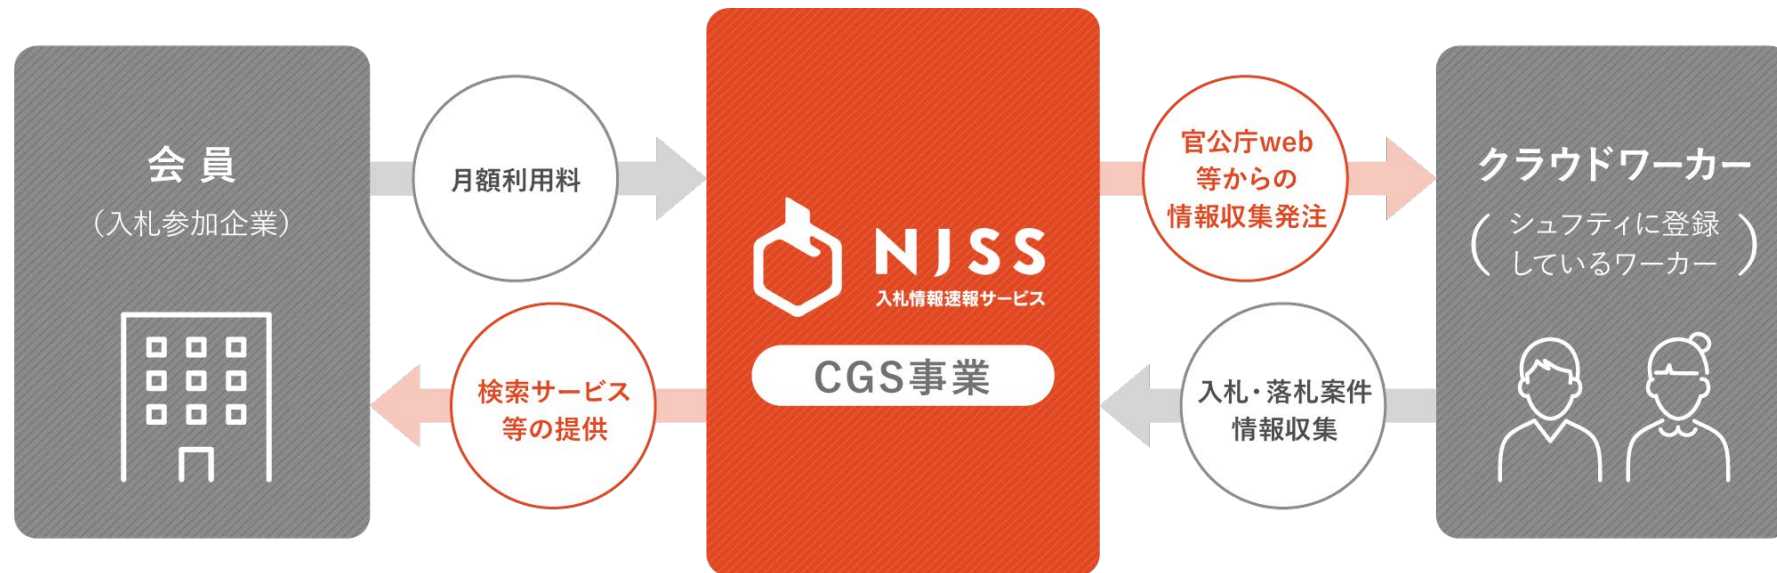 会員
（入札参加企業）
月額利用料
検索サービス
等の提供
NJSS
入札情報速報サービス
CGS事業
官公庁web
等からの
情報収集発注
入札・落札案件
情報収集
クラウドワーカー
（シュフティに登録
しているワーカー）